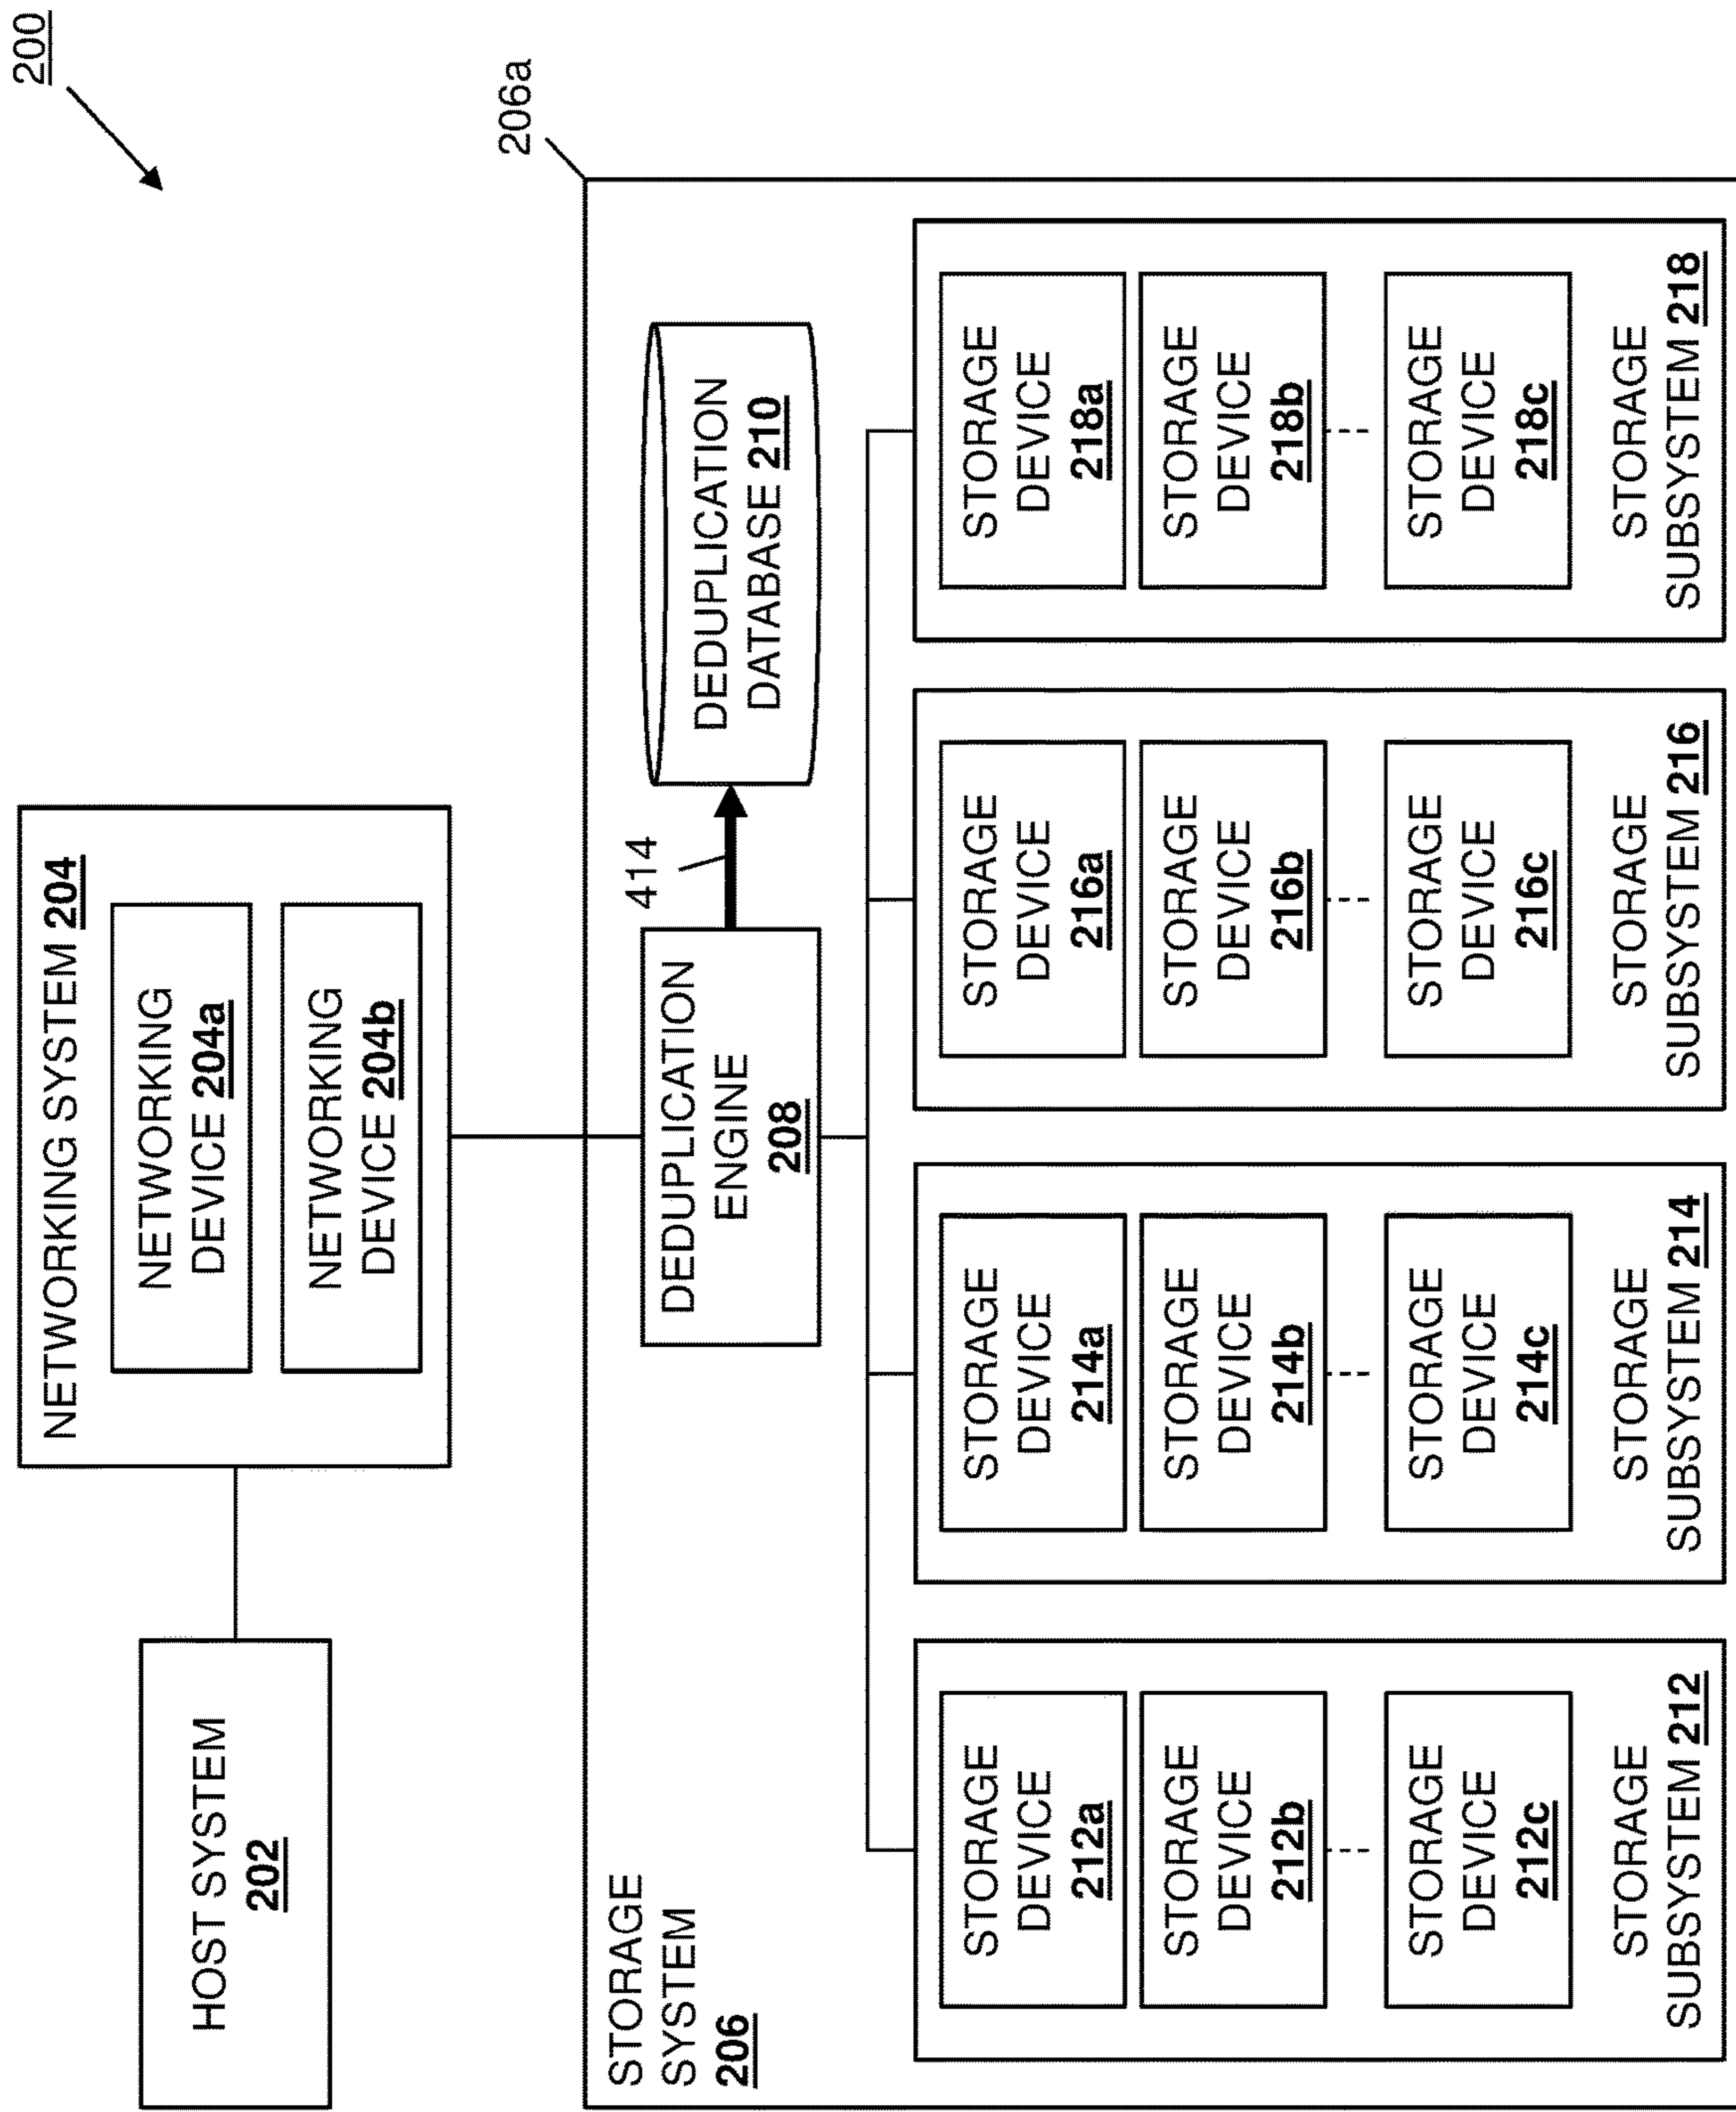 200
NETWORKING SYSTEM 204
NETWORKING
DEVICE 204a
NETWORKING
DEVICE 204b
HOST SYSTEM
202
206a
STORAGE
SYSTEM
206
DEDUPLICATION
ENGINE
208
414
DEDUPLICATION
DATABASE 210
STORAGE
DEVICE
212a
STORAGE
DEVICE
212b
STORAGE
DEVICE
212c
STORAGE
SUBSYSTEM 212
STORAGE
DEVICE
214a
STORAGE
DEVICE
214b
STORAGE
DEVICE
214c
STORAGE
SUBSYSTEM 214
STORAGE
DEVICE
216a
STORAGE
DEVICE
216b
STORAGE
DEVICE
216c
STORAGE
SUBSYSTEM 216
STORAGE
DEVICE
218a
STORAGE
DEVICE
218b
STORAGE
DEVICE
218c
STORAGE
SUBSYSTEM 218